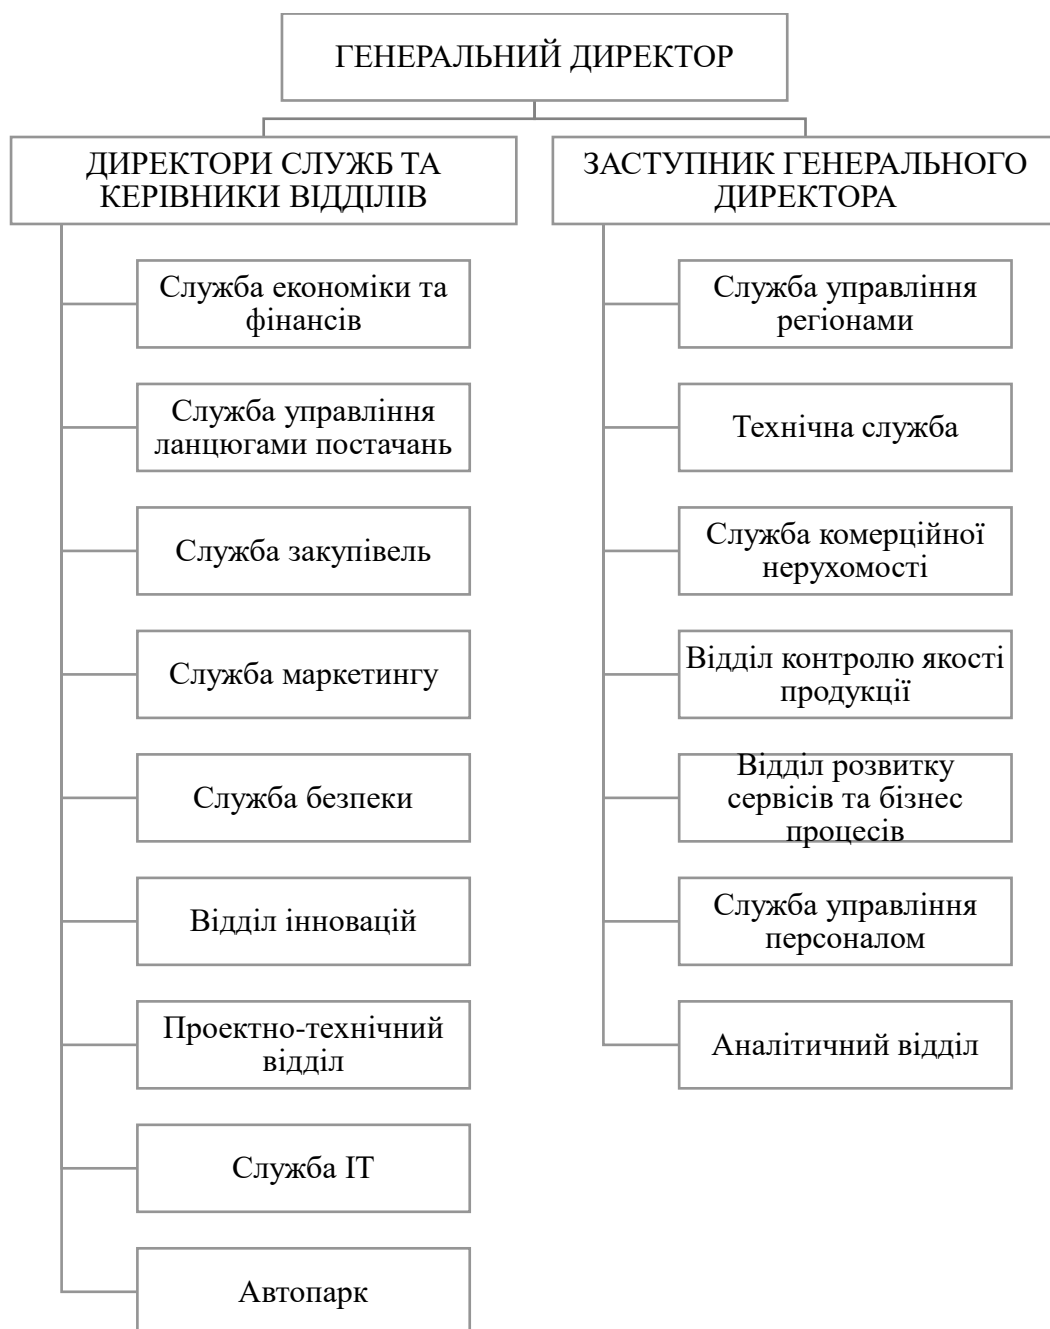 ГЕНЕРАЛЬНИЙ ДИРЕКТОР
ДИРЕКТОРИ СЛУЖБ ТА
КЕРІВНИКИ ВІДДІЛІВ
Служба економіки та
фінансів
Служба управління
ланцюгами постачань
Служба закупівель
Служба маркетингу
Служба безпеки
Відділ інновацій
Проектно-технічний
відділ
Служба ІТ
Автопарк
ЗАСТУПНИК ГЕНЕРАЛЬНОГО
ДИРЕКТОРА
Служба управління
регіонами
Технічна служба
Служба комерційної
нерухомості
Відділ контролю якості
продукції
Відділ розвитку
сервісів та бізнес
процесів
Служба управління
персоналом
Аналітичний відділ